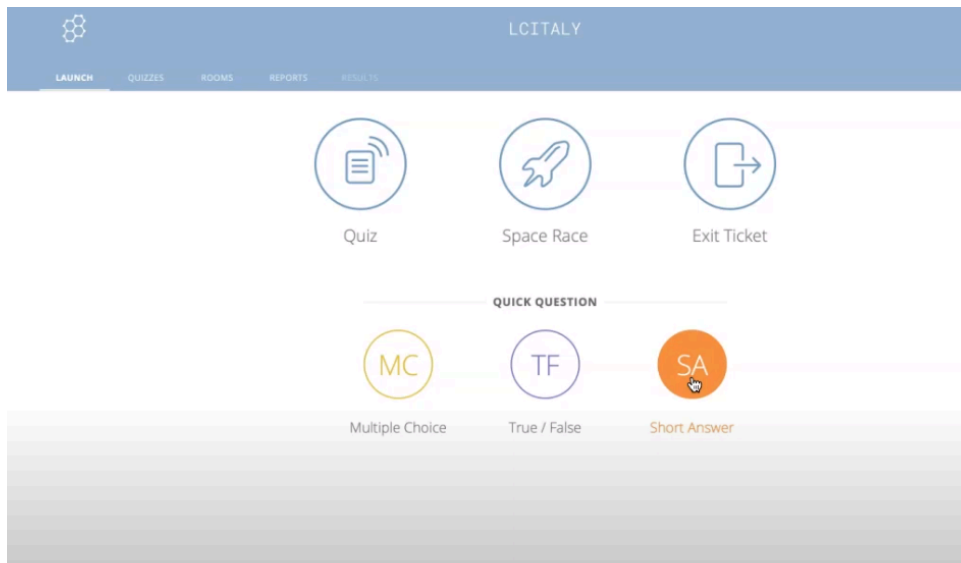 LCITALY
LAUNCH QUIZZES ROOMS REPORTS RESULTS
Quiz Space Race Exit Ticket
QUICK QUESTION
MC TF SA
Multiple Choice True / False Short Answer